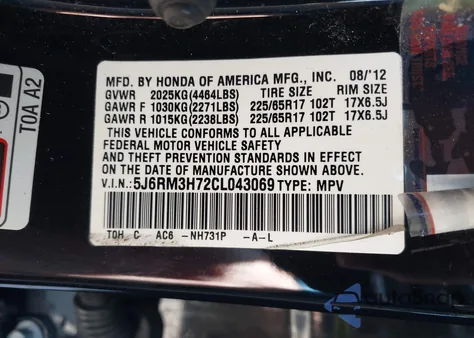 MFD. BY HONDA OF AMERICA MFG., INC. 08/'12
GVWR 2025KG(4464LBS) TIRE SIZE RIM SIZE
GAWR F 1030KG(2271LBS) 225/65R17 102T 17X6.5J
GAWR R 1015KG(2238LBS) 225/65R17 102T 17X6.5J
THIS VEHICLE CONFORMS TO ALL APPLICABLE
FEDERAL MOTOR VEHICLE SAFETY
AND THEFT PREVENTION STANDARDS IN EFFECT
ON THE DATE OF MANUFACTURE SHOWN ABOVE.
V.I.N.: 5J6RM3H72CL043069 TYPE: MPV
TOH C AC6 -NH731P -A-L
TOA A2
AutoSnap